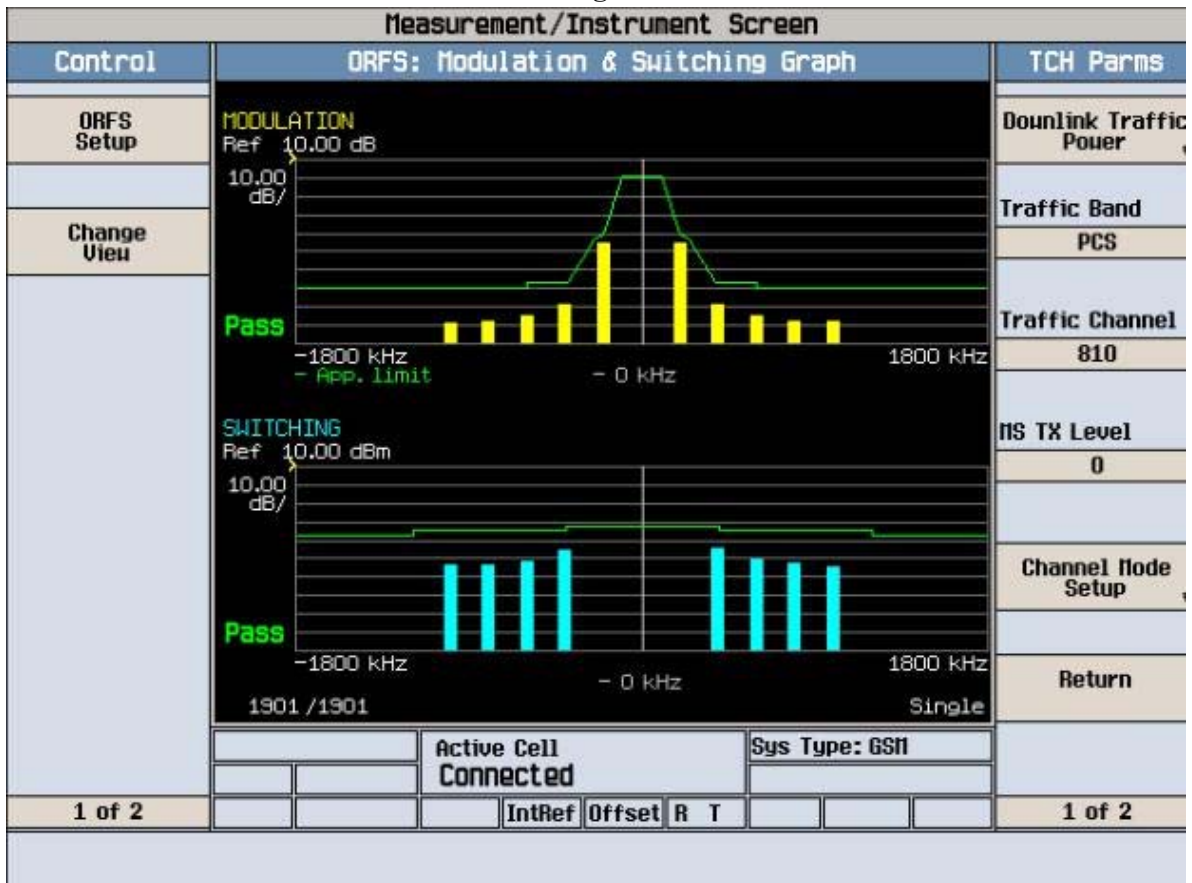 Measurement/Instrument Screen
Control
ORFS: Modulation & Switching Graph
TCH Parms
ORFS
Setup
Change
View
1 of 2
MODULATION
Ref 10.00 dB
10.00
dB/
Pass
-1800 kHz
1800 kHz
- App. limit
- 0 kHz
SWITCHING
Ref 10.00 dBm
10.00
dB/
Pass
-1800 kHz
1800 kHz
- 0 kHz
1901/1901
Single
Active Cell
Connected
Sys Type: GSM
IntRef
Offset
R T
Downlink Traffic
Power
Traffic Band
PCS
Traffic Channel
810
MS TX Level
0
Channel Mode
Setup
Return
1 of 2